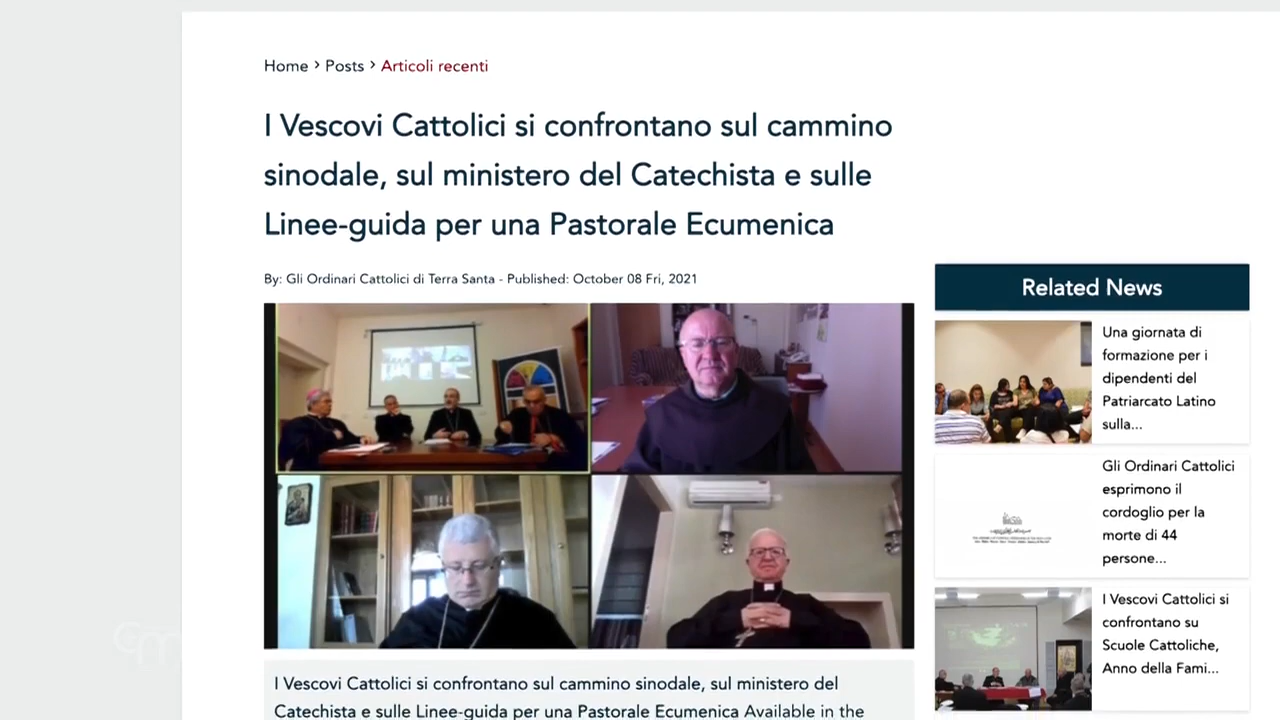 Home › Posts › Articoli recenti
I Vescovi Cattolici si confrontano sul cammino
sinodale, sul ministero del Catechista e sulle
Linee-guida per una Pastorale Ecumenica
By: Gli Ordinari Cattolici di Terra Santa - Published: October 08 Fri, 2021
I Vescovi Cattolici si confrontano sul cammino sinodale, sul ministero del
Catechista e sulle Linee-guida per una Pastorale Ecumenica Available in the
Related News
Una giornata di
formazione per i
dipendenti del
Patriarcato Latino
sulla...
Gli Ordinari Cattolici
esprimono il
cordoglio per la
morte di 44
persone...
I Vescovi Cattolici si
confrontano su
Scuole Cattoliche,
Anno della Fami...